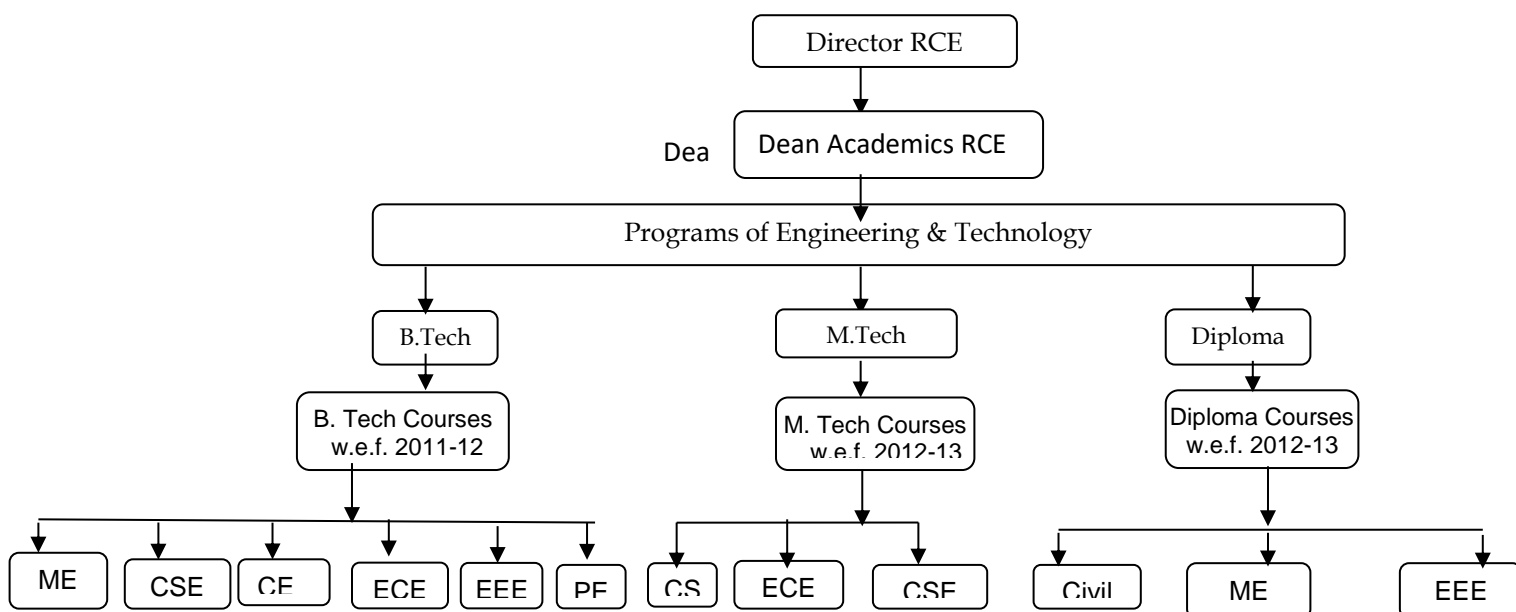 Director RCE
Dea
Dean Academics RCE
Programs of Engineering & Technology
B.Tech
M.Tech
Diploma
B. Tech Courses
w.e.f. 2011-12
M. Tech Courses
w.e.f. 2012-13
Diploma Courses
w.e.f. 2012-13
ME
CSE
CE
ECE
EEE
PE
CS
ECE
CSE
Civil
ME
EEE